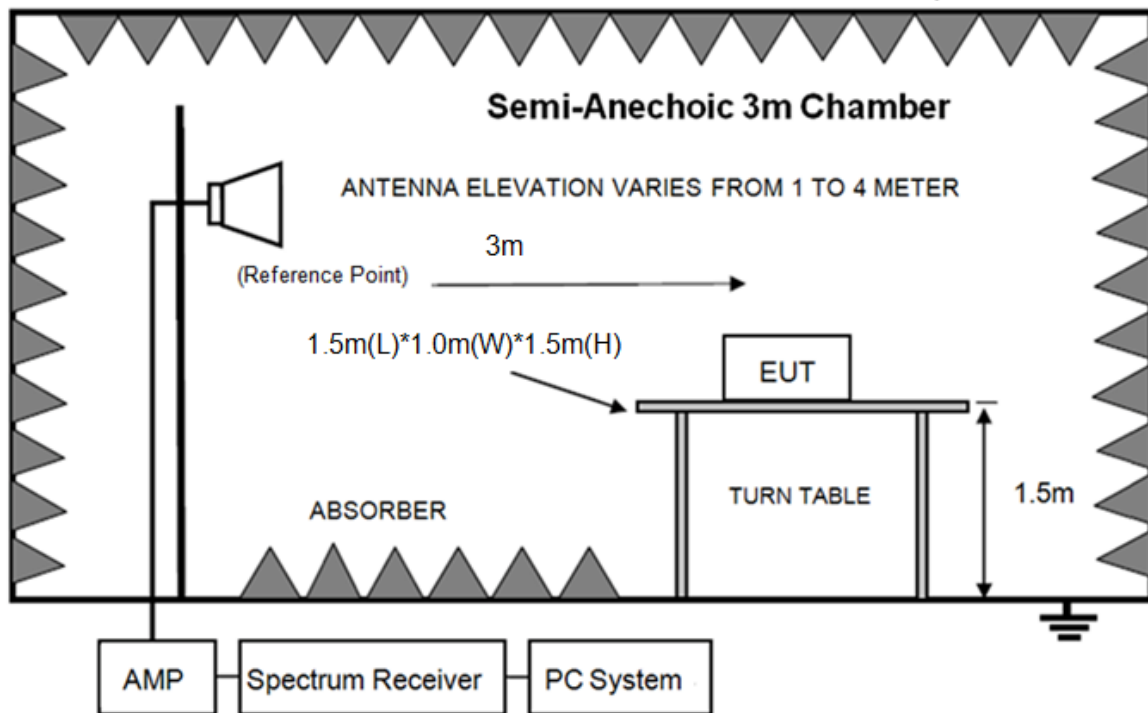 Semi-Anechoic 3m Chamber
ANTENNA ELEVATION VARIES FROM 1 TO 4 METER
3m
(Reference Point)
1.5m(L)*1.0m(W)*1.5m(H)
EUT
TURN TABLE
1.5m
ABSORBER
AMP
Spectrum Receiver
PC System